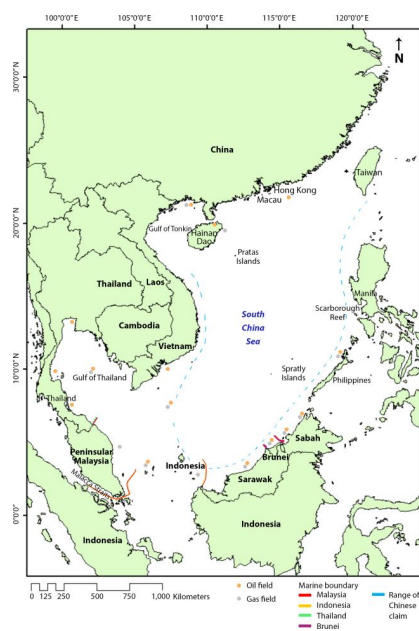 100°0'0"E 105°0'0"E 110°0'0"E 115°0'0"E 120°0'0"E
N
30°0'0"N
China
Taiwan
Hong Kong
Macau
20°0'0"N
Gulf of Tonkin
Hainan
Dao
Pratas
Islands
Thailand
Laos
Manila
South
China
Sea
Scarborough
Reef
Cambodia
Vietnam
10°0'0"N
Gulf of Thailand
Spratly
Islands
Philippines
Thailand
Peninsular
Malaysia
Sabah
Brunei
Indonesia
Sarawak
Malacca Straits
0°0'0"
Indonesia
Indonesia
0 125 250 500 750 1,000 Kilometers
Oil field
Gas field
Marine boundary
Malaysia
Indonesia
Thailand
Brunei
Range of
Chinese
claim